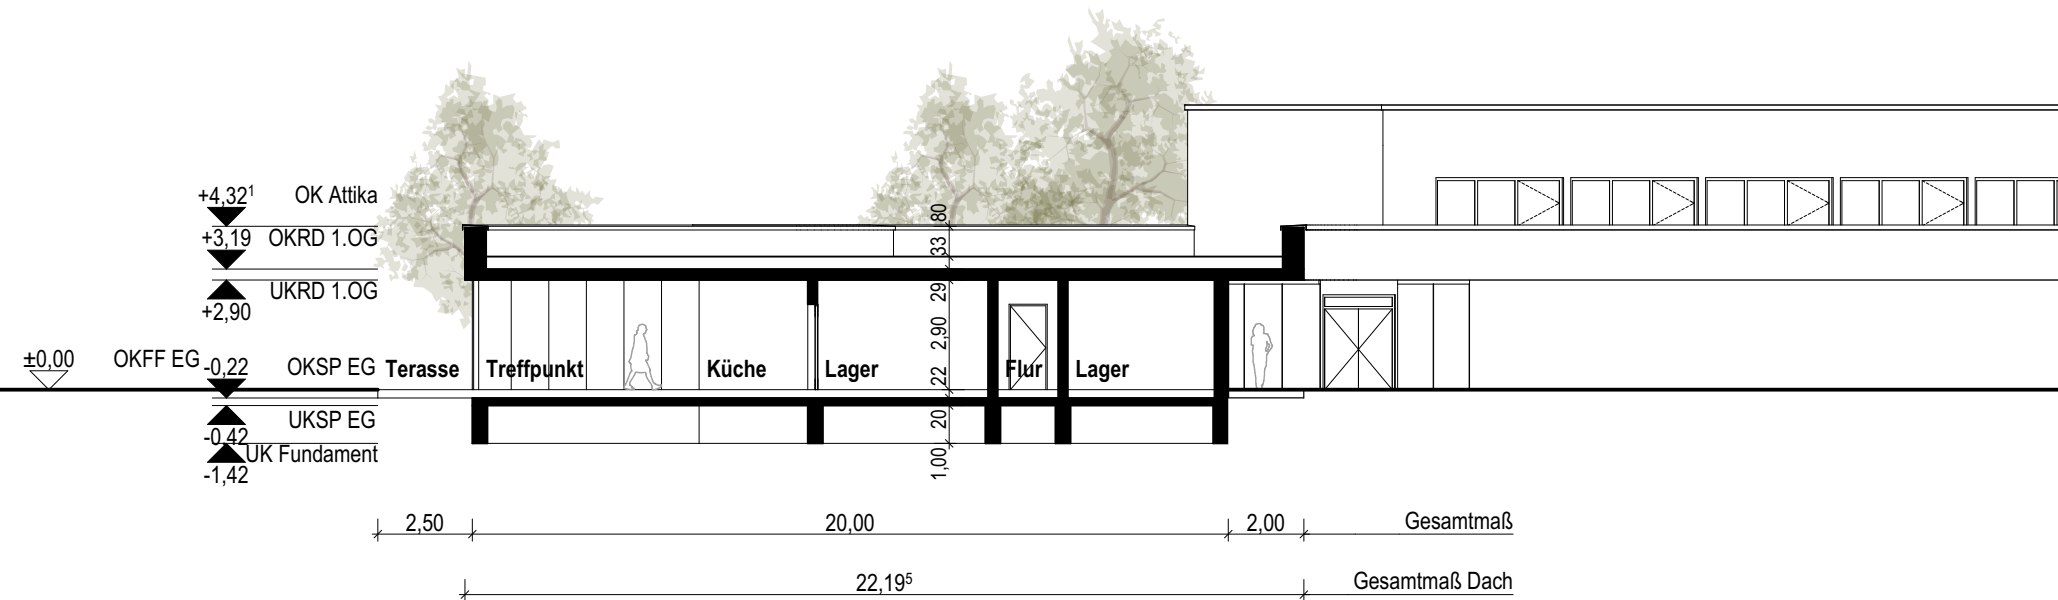 +4,32¹ OK Attika
+3,19 OKRD 1.OG
UKRD 1.OG
+2,90
±0,00 OKFF EG -0,22 OKSP EG
UKSP EG
-0,42
UK Fundament
-1,42
Terasse Treffpunkt Küche Lager Flur Lager
80
33
29
2,90
22
20
1,00
2,50 20,00 2,00 Gesamtmaß
22,19⁵ Gesamtmaß Dach